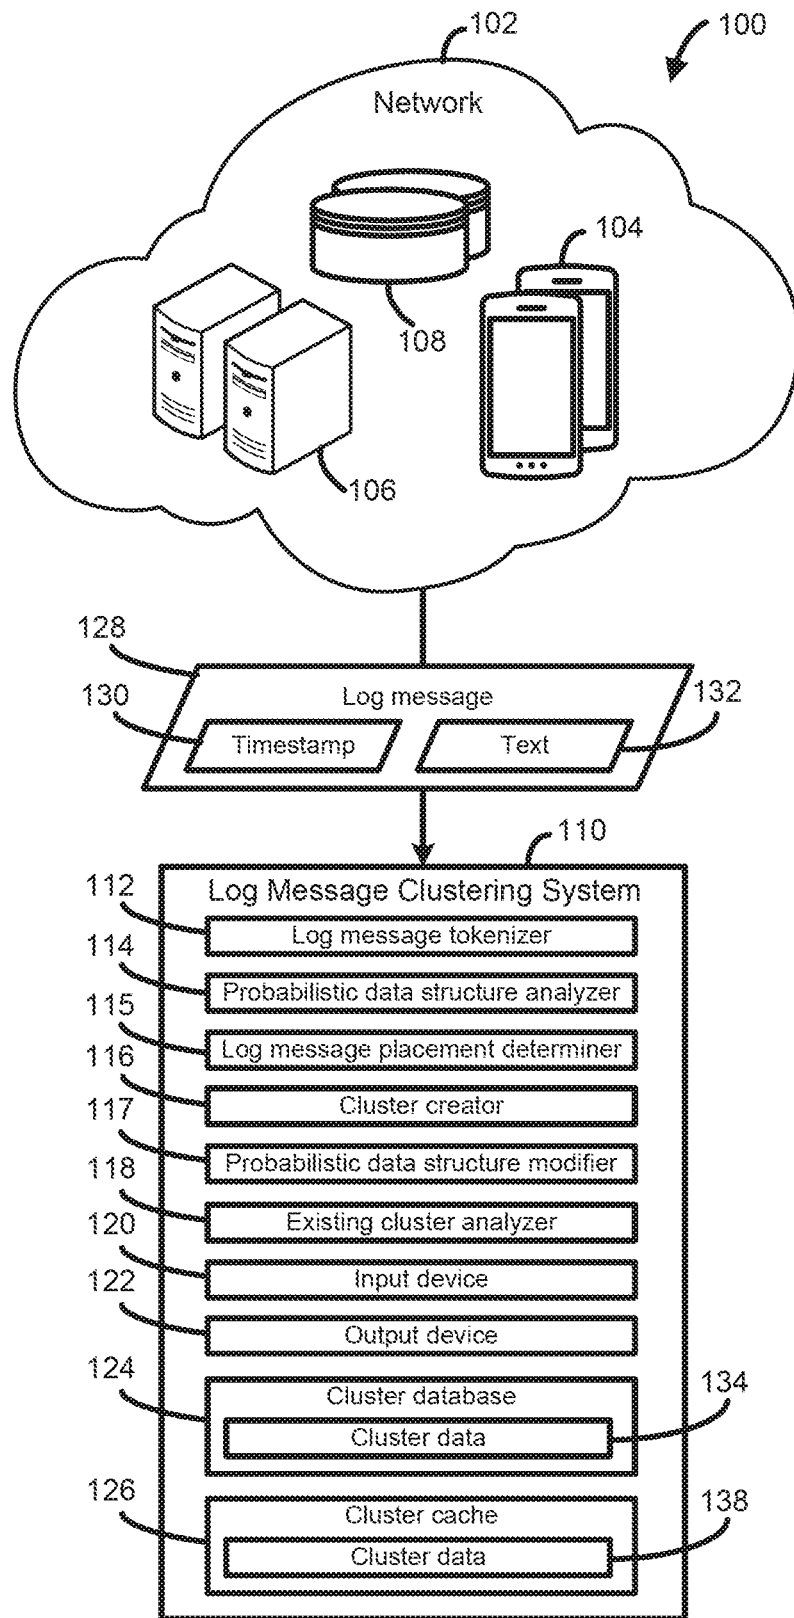 102
100
Network
104
108
106
128
Log message
130
132
Timestamp
Text
110
Log Message Clustering System
112
Log message tokenizer
114
Probabilistic data structure analyzer
115
Log message placement determiner
116
Cluster creator
117
Probabilistic data structure modifier
118
Existing cluster analyzer
120
Input device
122
Output device
124
Cluster database
134
Cluster data
126
Cluster cache
138
Cluster data